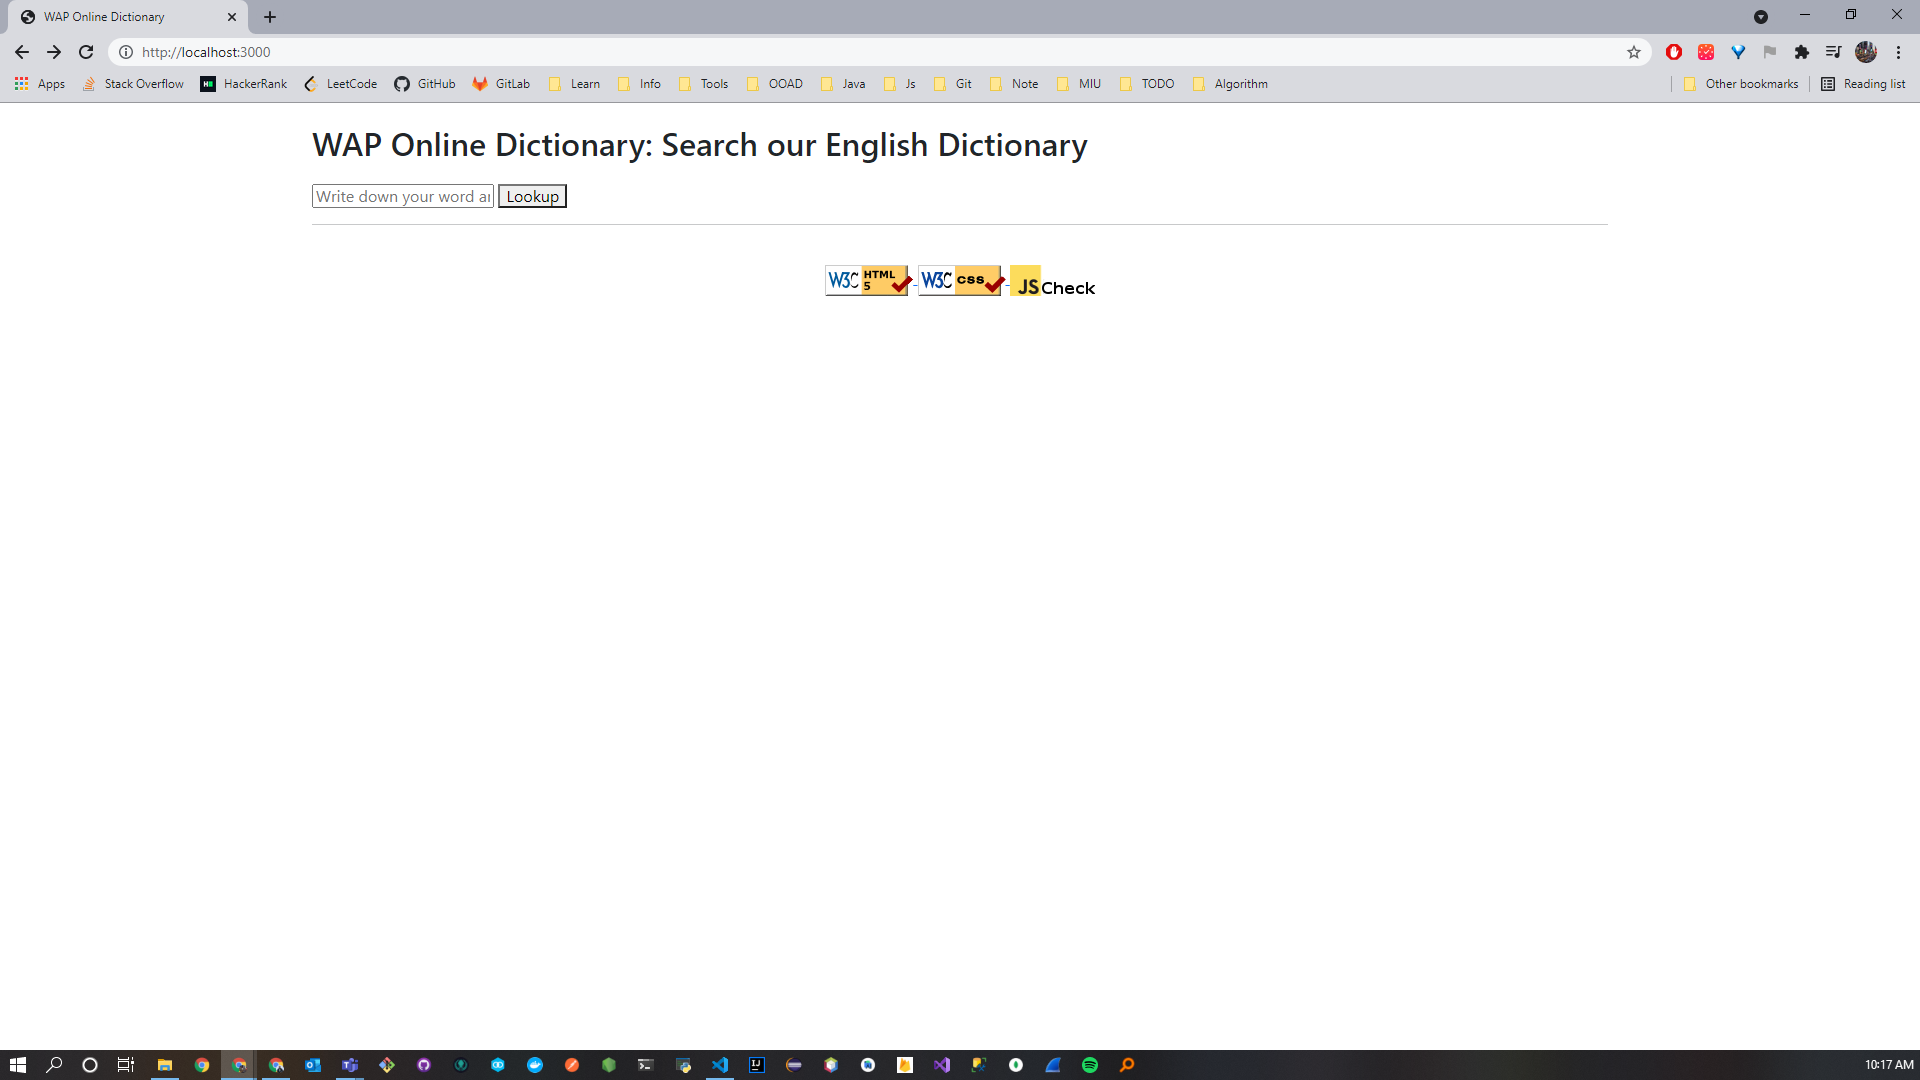 WAP Online Dictionary
http://localhost:3000
Apps Stack Overflow HackerRank LeetCode GitHub GitLab Learn Info Tools OOAD Java Js Git Note MIU TODO Algorithm Other bookmarks Reading list
WAP Online Dictionary: Search our English Dictionary
Write down your word Lookup
W3C HTML 5 W3C css JS Check
10:17 AM